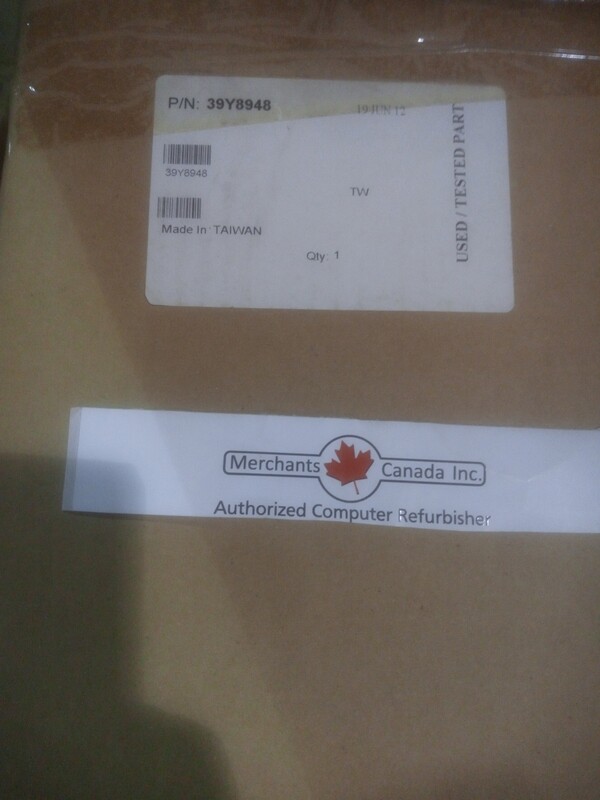 P/N: 39Y8948
19 JUN 12
USED / TESTED PART
39Y8948
TW
Made In: TAIWAN
Qty: 1
Merchants Canada Inc.
Authorized Computer Refurbisher